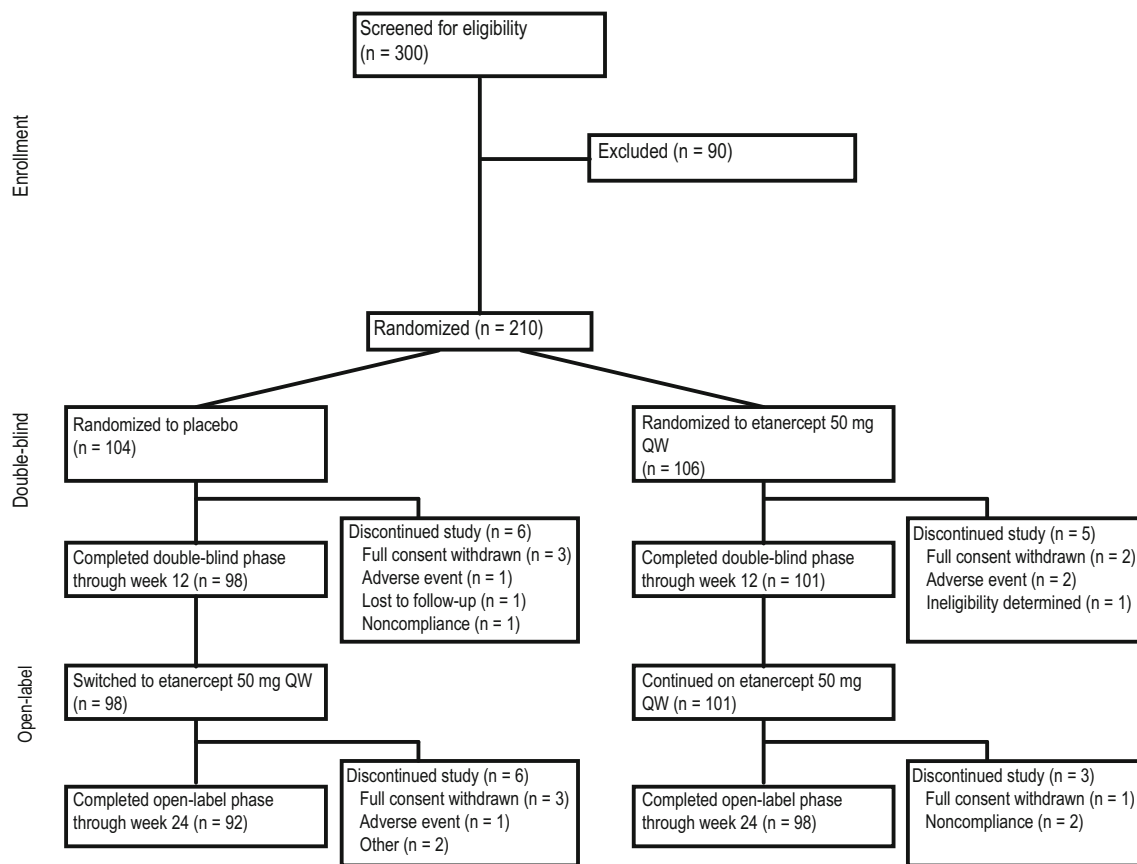 Enrollment
Screened for eligibility
(n = 300)
Excluded (n = 90)
Randomized (n = 210)
Double-blind
Randomized to placebo
(n = 104)
Randomized to etanercept 50 mg
QW
(n = 106)
Discontinued study (n = 6)
Full consent withdrawn (n = 3)
Adverse event (n = 1)
Lost to follow-up (n = 1)
Noncompliance (n = 1)
Discontinued study (n = 5)
Full consent withdrawn (n = 2)
Adverse event (n = 2)
Ineligibility determined (n = 1)
Completed double-blind phase
through week 12 (n = 98)
Completed double-blind phase
through week 12 (n = 101)
Open-label
Switched to etanercept 50 mg QW
(n = 98)
Continued on etanercept 50 mg
QW (n = 101)
Discontinued study (n = 6)
Full consent withdrawn (n = 3)
Adverse event (n = 1)
Other (n = 2)
Discontinued study (n = 3)
Full consent withdrawn (n = 1)
Noncompliance (n = 2)
Completed open-label phase
through week 24 (n = 92)
Completed open-label phase
through week 24 (n = 98)